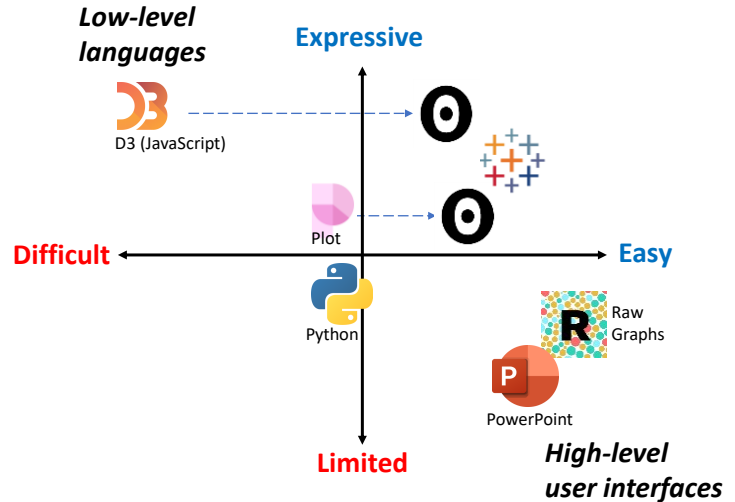 Low-level
languages
Expressive
D3 (JavaScript)
Plot
Difficult
Easy
Python
R
Raw
Graphs
P
PowerPoint
Limited
High-level
user interfaces